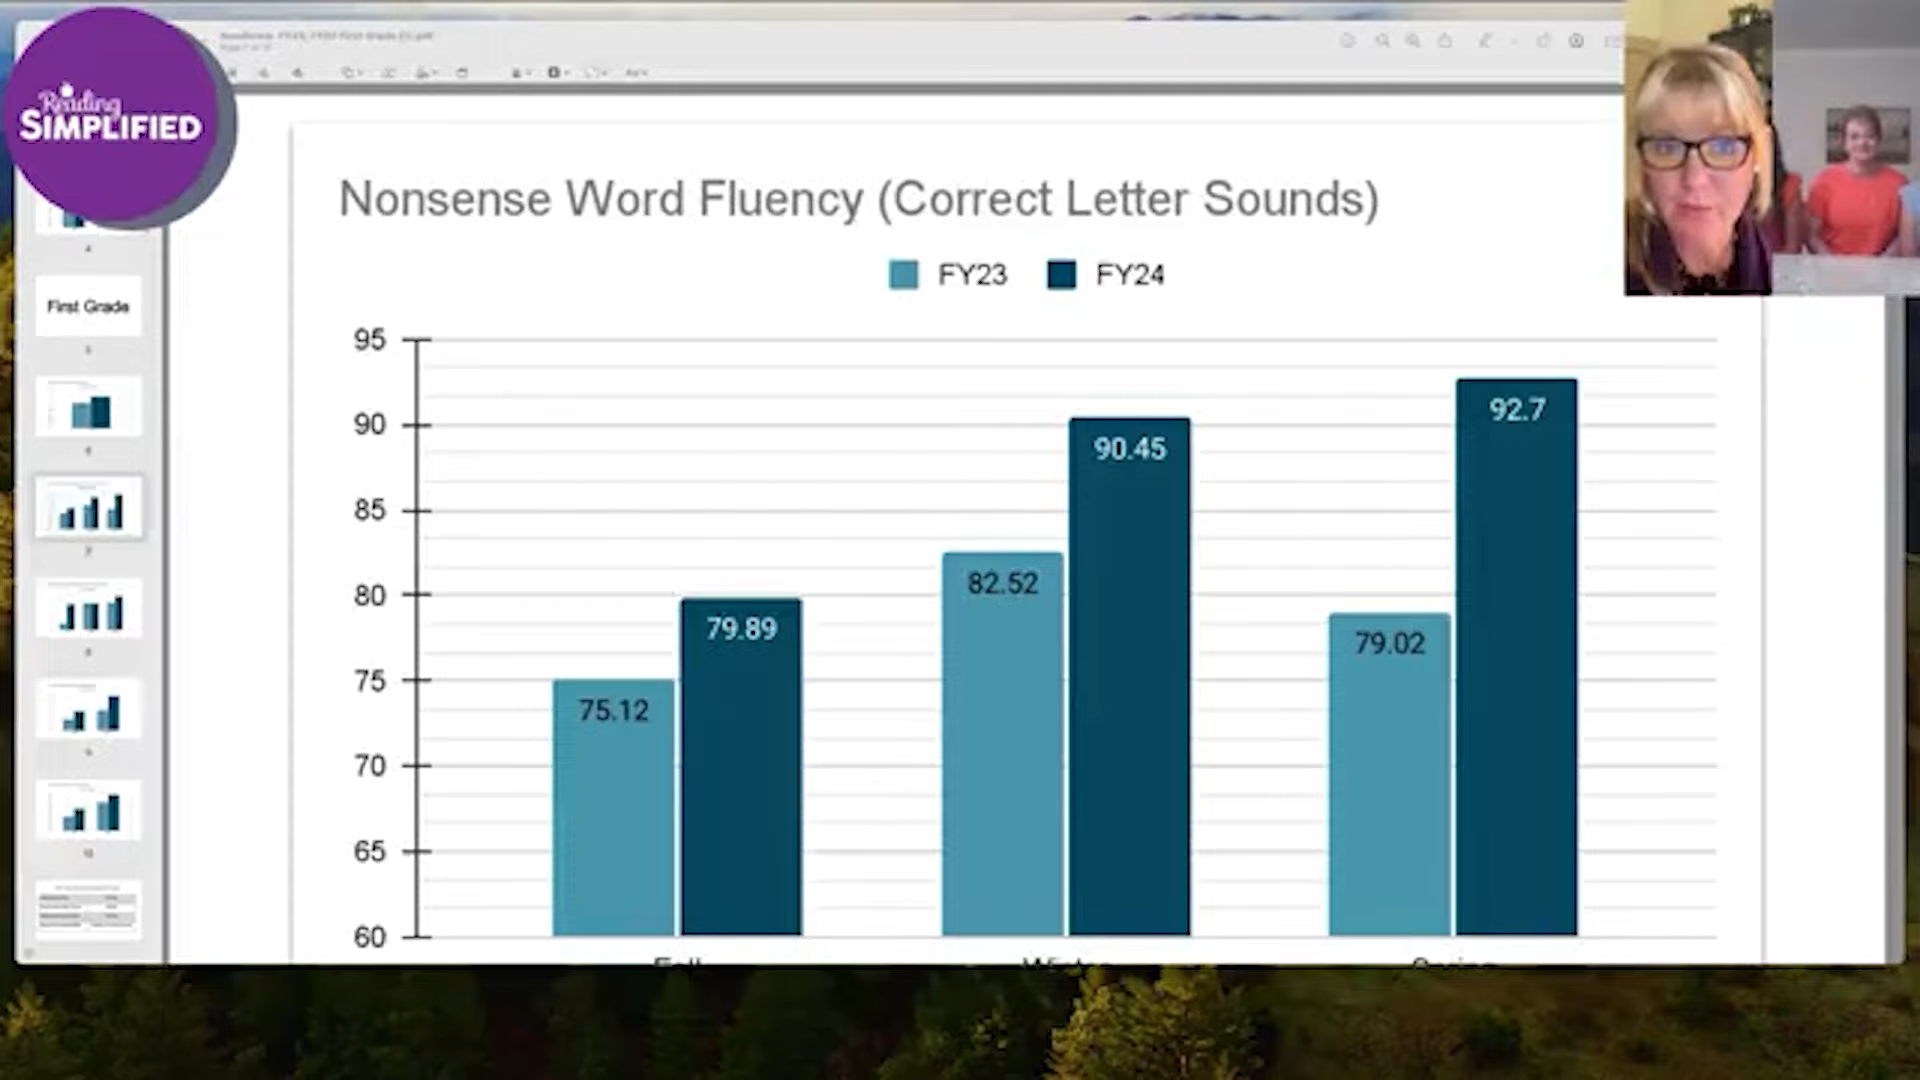 Reading
SIMPLIFIED
First Grade
Nonsense Word Fluency (Correct Letter Sounds)
FY23 FY24
95
90
85
80
75
70
65
60
75.12
79.89
82.52
90.45
79.02
92.7